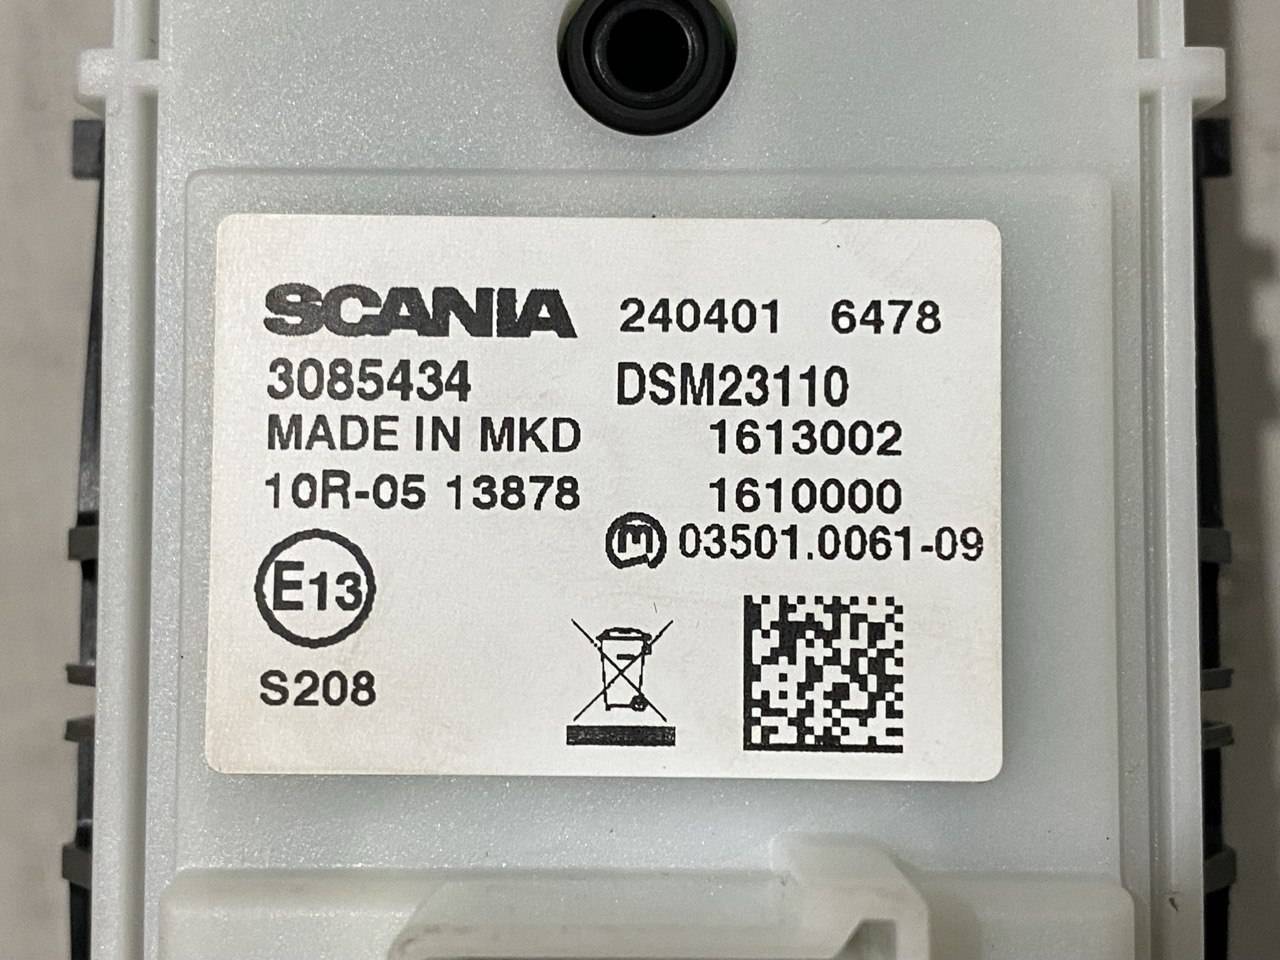 SCANIA 240401 6478
3085434 DSM23110
MADE IN MKD 1613002
10R-05 13878 1610000
M 03501.0061-09
E13
S208